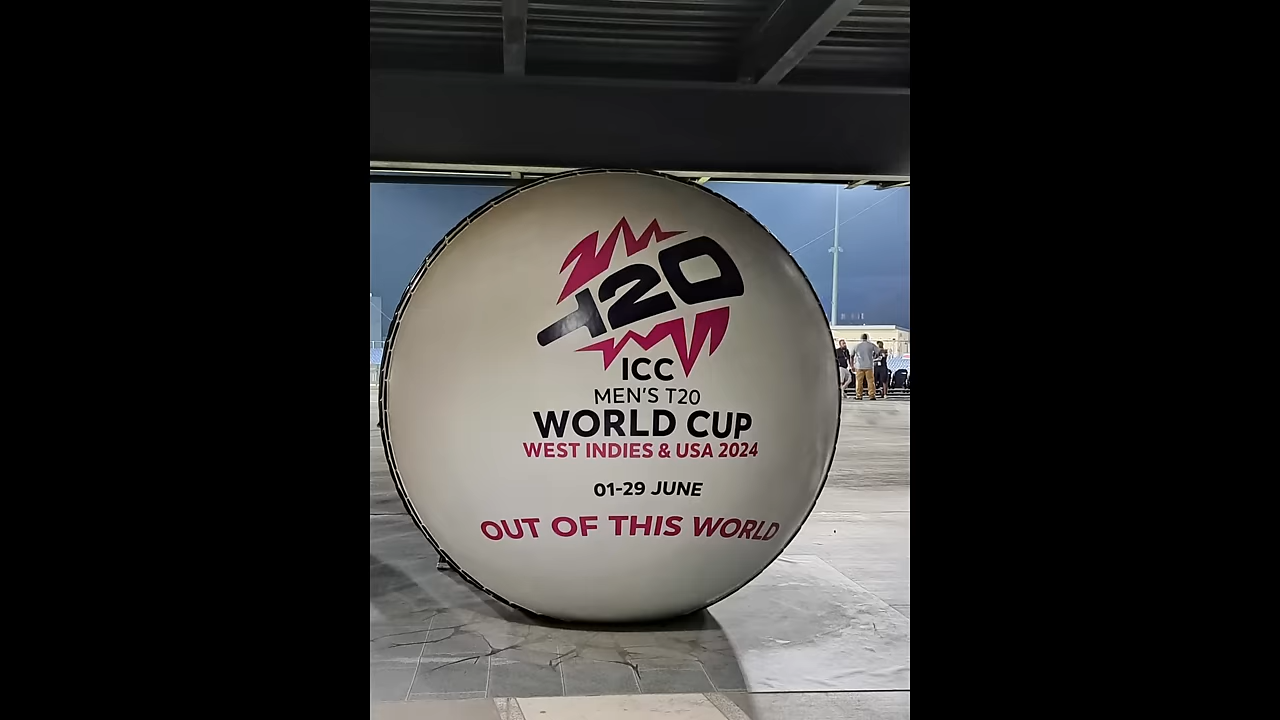 T20
ICC
MEN'S T20
WORLD CUP
WEST INDIES & USA 2024
01-29 JUNE
OUT OF THIS WORLD